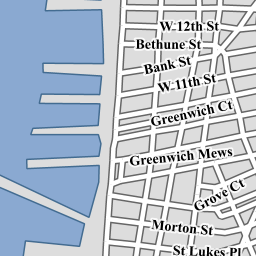 W 12th St
Bethune St
Bank St
W 11th St
Greenwich Ct
Greenwich Mews
Grove Ct
Morton St
St Lukes Pl